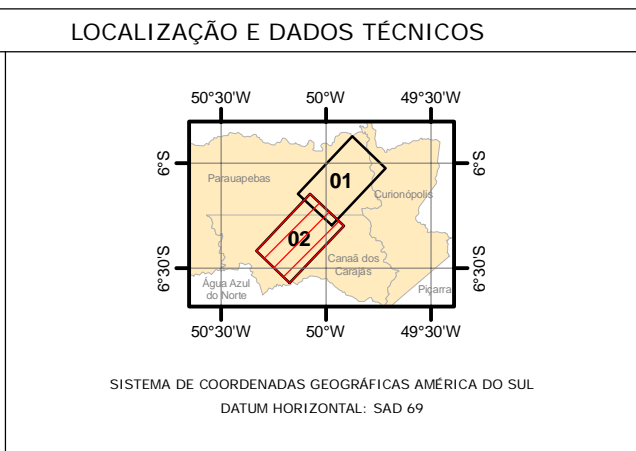 LOCALIZAÇÃO E DADOS TÉCNICOS
50°30'W 50°W 49°30'W
6°S 6°S
Parauapebas
01
Curionópolis
02
Canaã dos
Carajás
6°30'S 6°30'S
Água Azul
do Norte
Piçarra
50°30'W 50°W 49°30'W
SISTEMA DE COORDENADAS GEOGRÁFICAS AMÉRICA DO SUL
DATUM HORIZONTAL: SAD 69